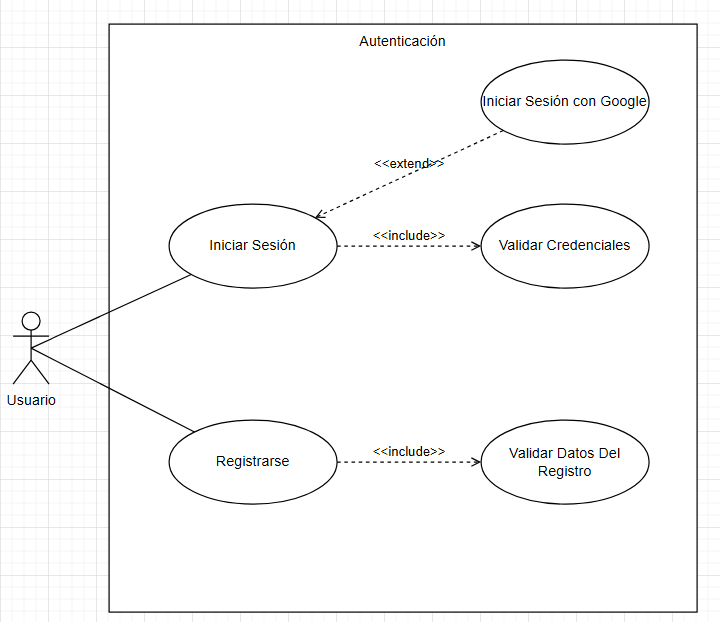 Autenticación
Iniciar Sesión con Google
<<extend>>
Iniciar Sesión
<<include>>
Validar Credenciales
Usuario
Registrarse
<<include>>
Validar Datos Del
Registro